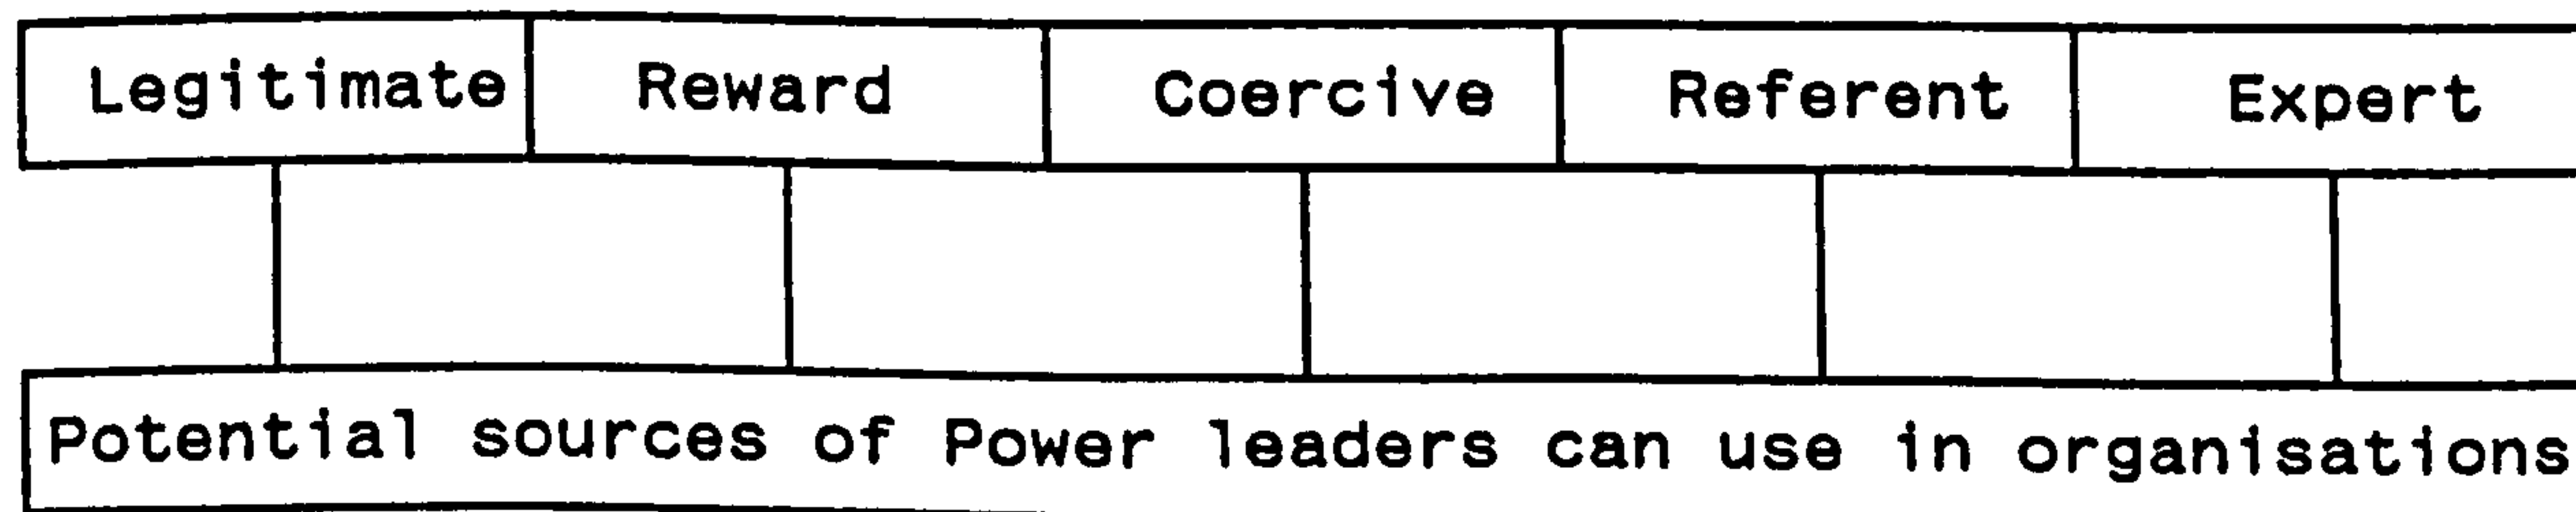 Legitimate Reward Coercive Referent Expert
Potential sources of Power leaders can use in organisations